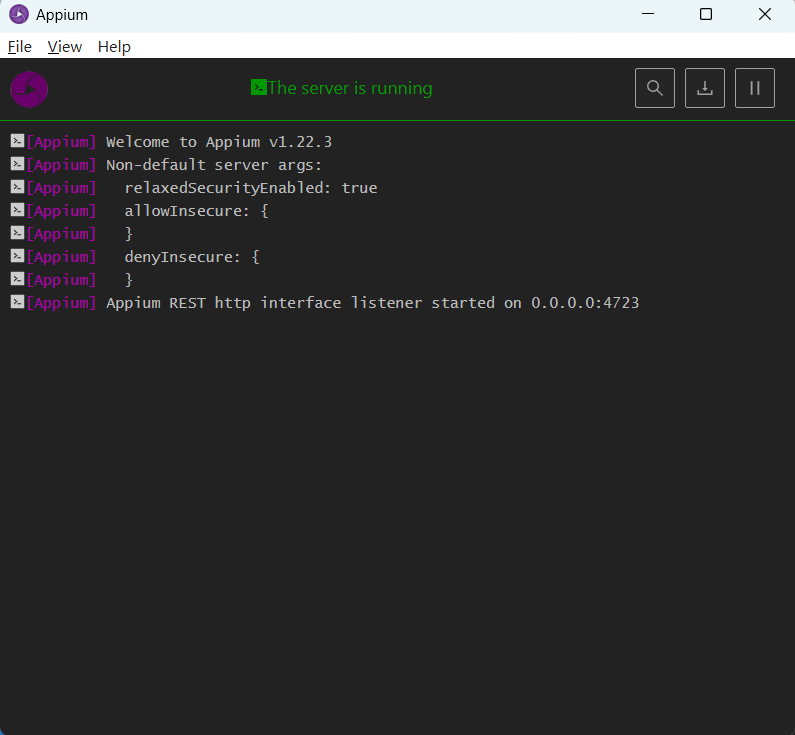 Appium
File View Help
The server is running
[Appium] Welcome to Appium v1.22.3
[Appium] Non-default server args:
[Appium]   relaxedSecurityEnabled: true
[Appium]   allowInsecure: {
[Appium]   }
[Appium]   denyInsecure: {
[Appium]   }
[Appium] Appium REST http interface listener started on 0.0.0.0:4723